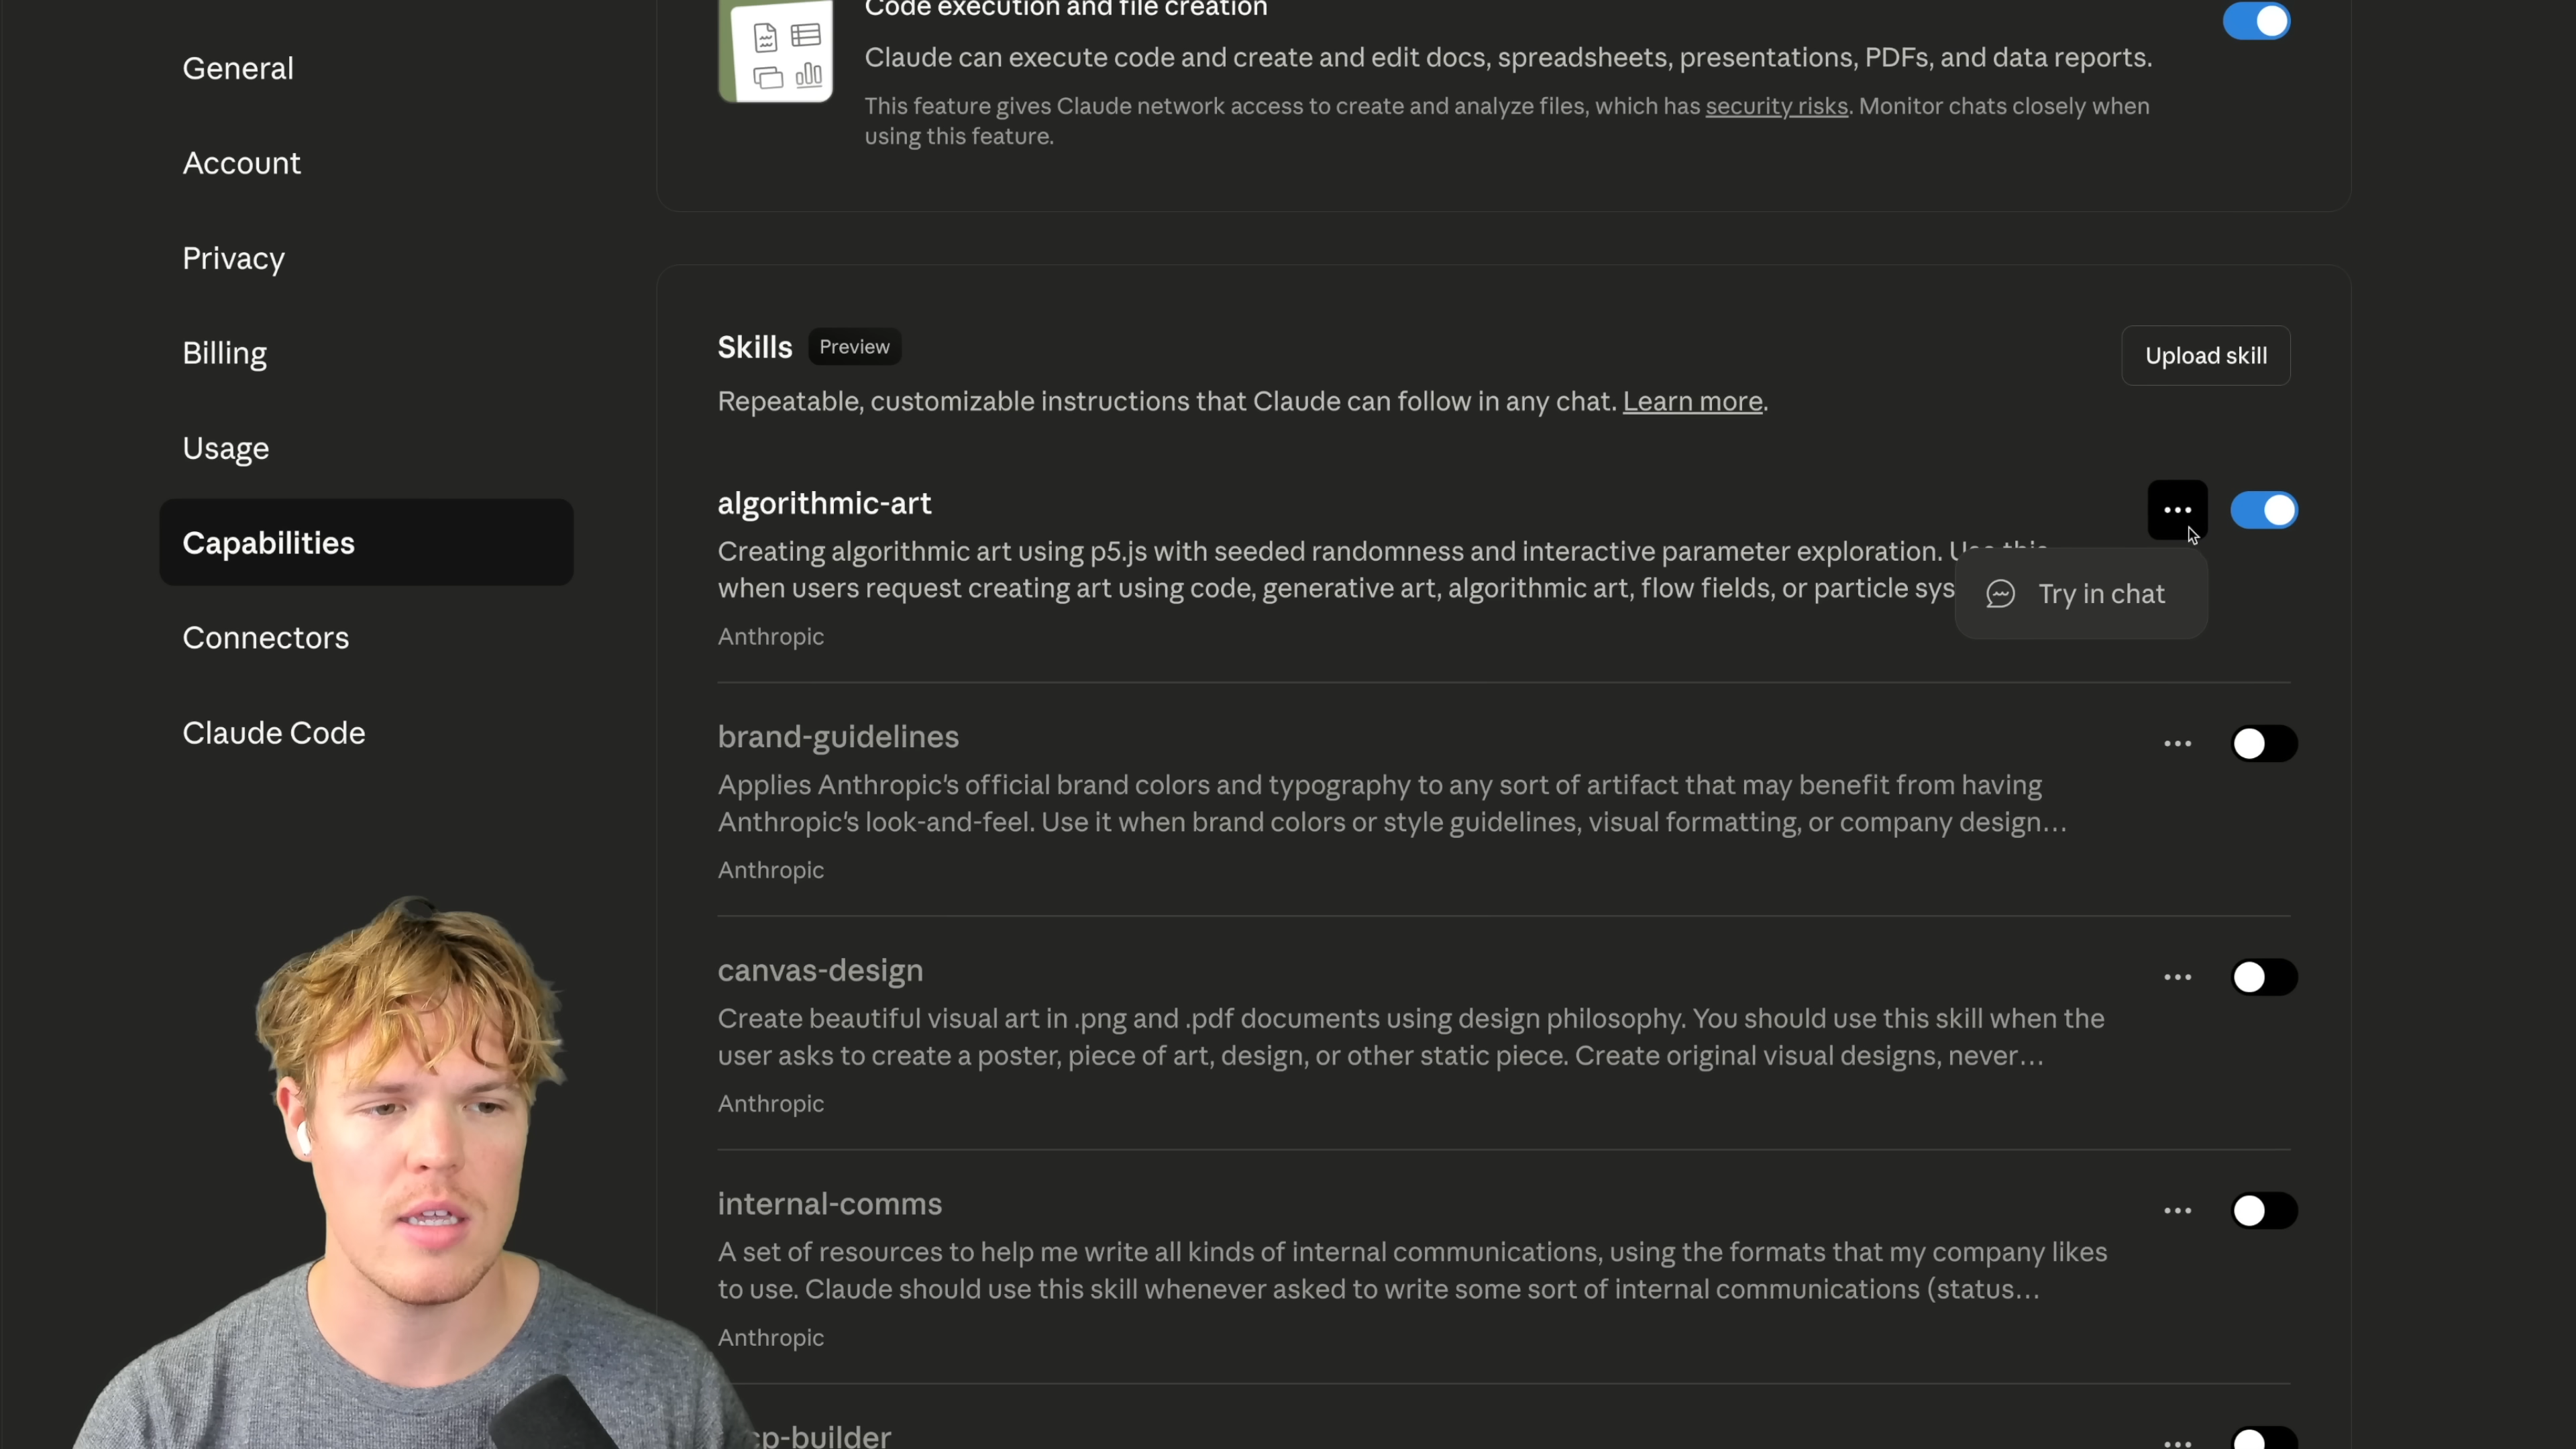 General
Account
Privacy
Billing
Usage
Capabilities
Connectors
Claude Code
Code execution and file creation
Claude can execute code and create and edit docs, spreadsheets, presentations, PDFs, and data reports.
This feature gives Claude network access to create and analyze files, which has security risks. Monitor chats closely when
using this feature.
Skills
Preview
Upload skill
Repeatable, customizable instructions that Claude can follow in any chat. Learn more.
algorithmic-art
Creating algorithmic art using p5.js with seeded randomness and interactive parameter exploration. Use this
when users request creating art using code, generative art, algorithmic art, flow fields, or particle sys
Try in chat
Anthropic
brand-guidelines
Applies Anthropic's official brand colors and typography to any sort of artifact that may benefit from having
Anthropic's look-and-feel. Use it when brand colors or style guidelines, visual formatting, or company design...
Anthropic
canvas-design
Create beautiful visual art in .png and .pdf documents using design philosophy. You should use this skill when the
user asks to create a poster, piece of art, design, or other static piece. Create original visual designs, never...
Anthropic
internal-comms
A set of resources to help me write all kinds of internal communications, using the formats that my company likes
to use. Claude should use this skill whenever asked to write some sort of internal communications (status...
Anthropic
cp-builder